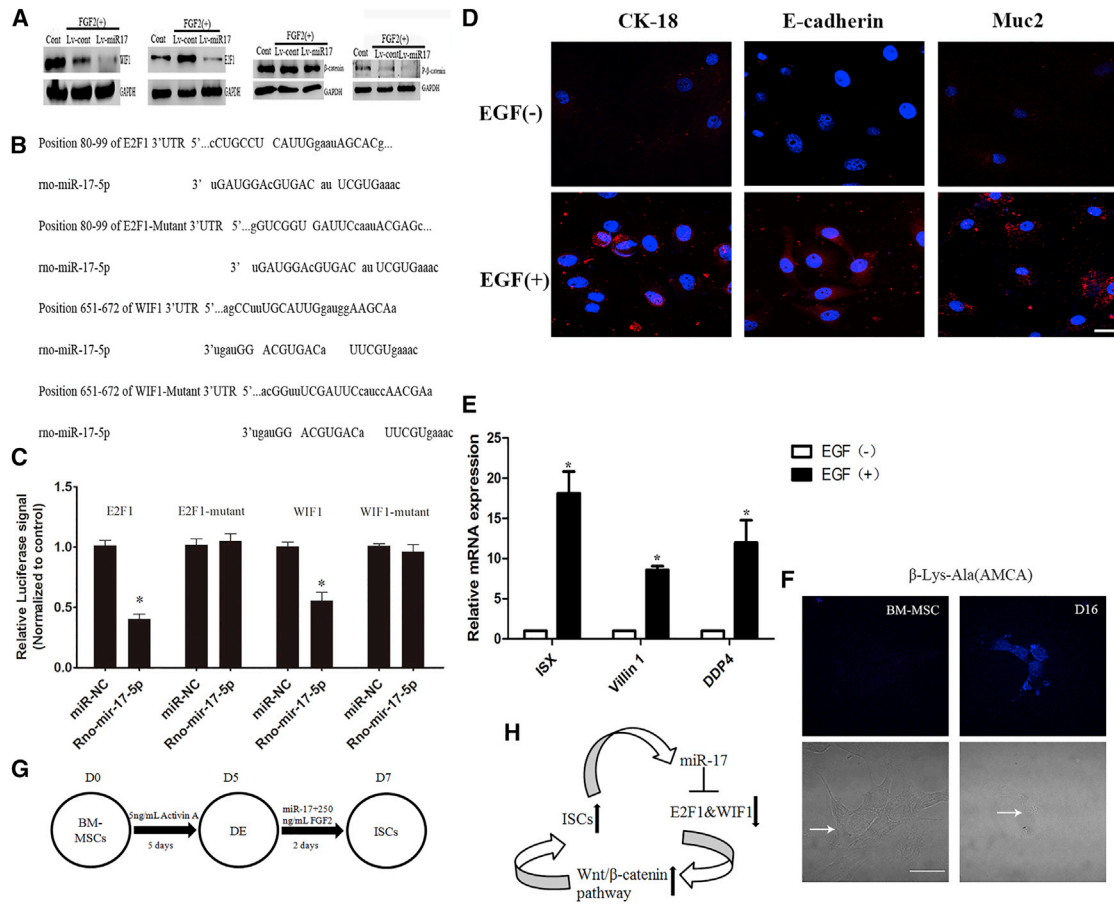 A
FGF2(+)
Cont Lv-cont Lv-miR17
WIF1
GAPDH
FGF2(+)
Cont Lv-cont Lv-miR17
E2F1
GAPDH
FGF2(+)
Cont Lv-cont Lv-miR17
β-catenin
GAPDH
FGF2(+)
Cont Lv-cont Lv-miR17
P-β-catenin
GAPDH
B
Position 80-99 of E2F1 3'UTR 5'...cCUGCCU CAUUGgaauAGCACg...
rno-miR-17-5p 3' uGAUGGAcGUGAC au UCGUGaaac
Position 80-99 of E2F1-Mutant 3'UTR 5'...gGUCGGU GAUUCcaauACGAGc...
rno-miR-17-5p 3' uGAUGGAcGUGAC au UCGUGaaac
Position 651-672 of WIF1 3'UTR 5'...agCCuuUGCAUUGgauggAAGCAa
rno-miR-17-5p 3'ugauGG ACGUGACa UUCGUgaaac
Position 651-672 of WIF1-Mutant 3'UTR 5'...acGGuuUCGAUUCcauccAACGAa
rno-miR-17-5p 3'ugauGG ACGUGACa UUCGUgaaac
C
Relative Luciferase signal
(Normalized to control)
1.5
1.0
0.5
0.0
E2F1 E2F1-mutant WIF1 WIF1-mutant
* *
miR-NC Rno-mir-17-5p miR-NC Rno-mir-17-5p miR-NC Rno-mir-17-5p miR-NC Rno-mir-17-5p
D
CK-18 E-cadherin Muc2
EGF(-)
EGF(+)
E
Relative mRNA expression
25
20
15
10
5
0
* * *
ISX Villin 1 DDP4
EGF (-)
EGF (+)
F
β-Lys-Ala(AMCA)
BM-MSC D16
G
D0 D5 D7
BM-
MSCs
5ng/mL Activin A
5 days
DE
miR-17+250
ng/mL FGF2
2 days
ISCs
H
miR-17
E2F1&WIF1
Wnt/β-catenin
pathway
ISCs